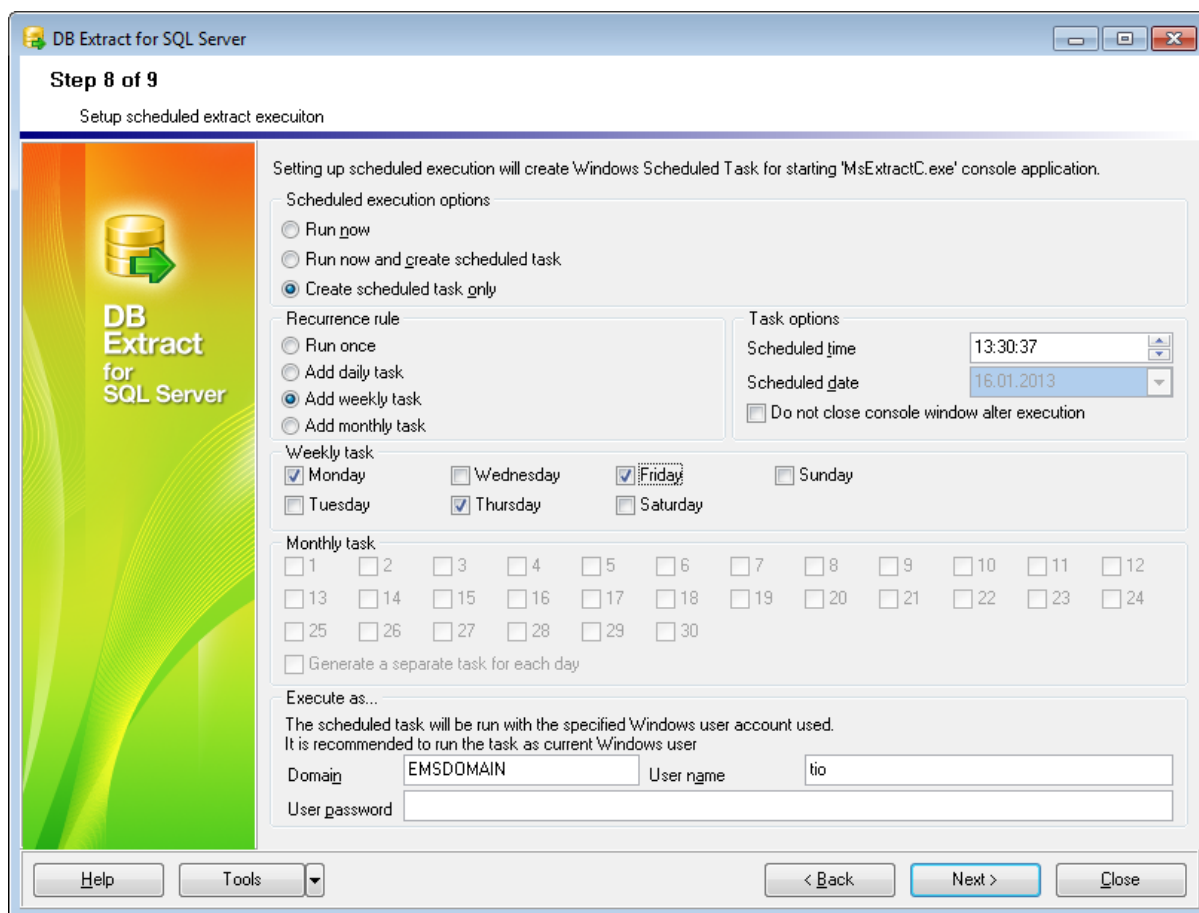 DB Extract for SQL Server
Step 8 of 9
Setup scheduled extract execuiton
DB
Extract
for
SQL Server
Setting up scheduled execution will create Windows Scheduled Task for starting 'MsExtractC.exe' console application.
Scheduled execution options
Run now
Run now and create scheduled task
Create scheduled task only
Recurrence rule
Run once
Add daily task
Add weekly task
Add monthly task
Task options
Scheduled time 13:30:37
Scheduled date 16.01.2013
Do not close console window alter execution
Weekly task
Monday Wednesday Friday Sunday
Tuesday Thursday Saturday
Monthly task
1 2 3 4 5 6 7 8 9 10 11 12
13 14 15 16 17 18 19 20 21 22 23 24
25 26 27 28 29 30
Generate a separate task for each day
Execute as...
The scheduled task will be run with the specified Windows user account used.
It is recommended to run the task as current Windows user
Domain EMSDOMAIN User name tio
User password
Help Tools < Back Next > Close